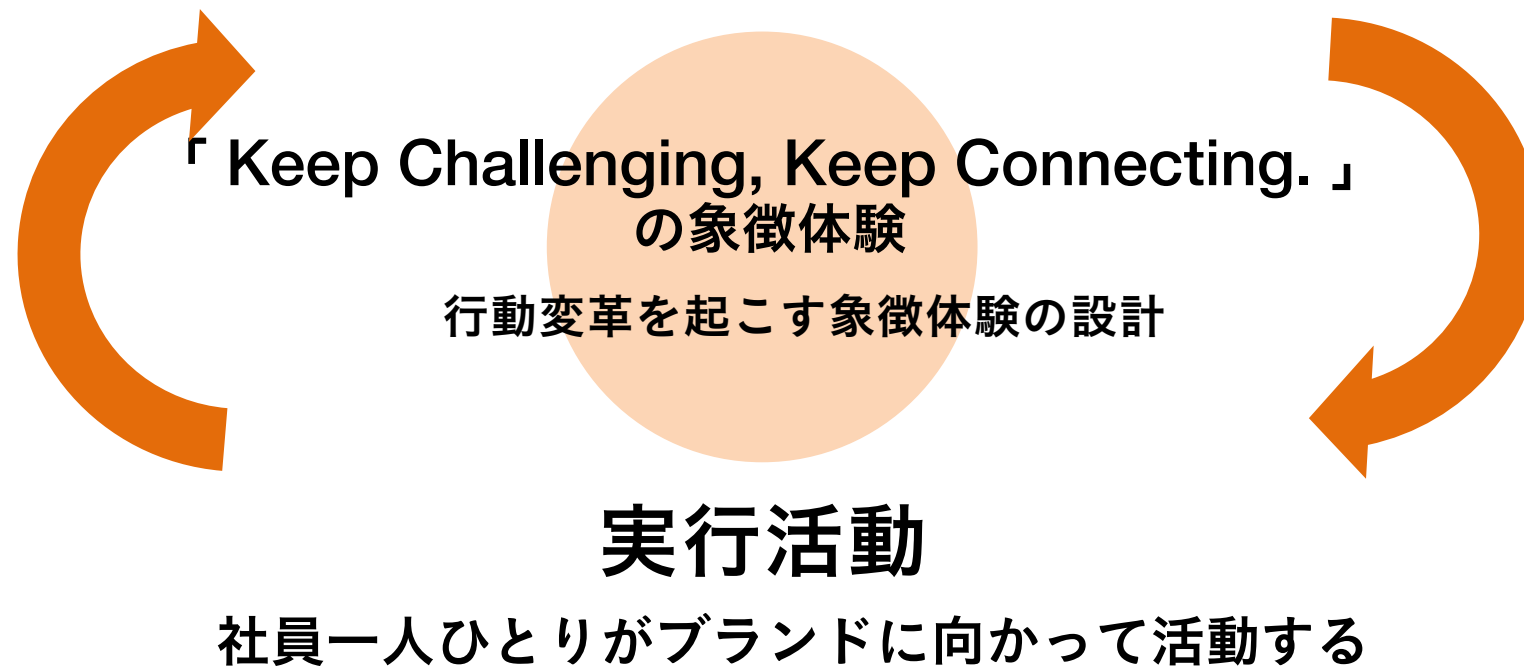 「 Keep Challenging, Keep Connecting. 」
の象徴体験
行動変革を起こす象徴体験の設計
実行活動
社員一人ひとりがブランドに向かって活動する